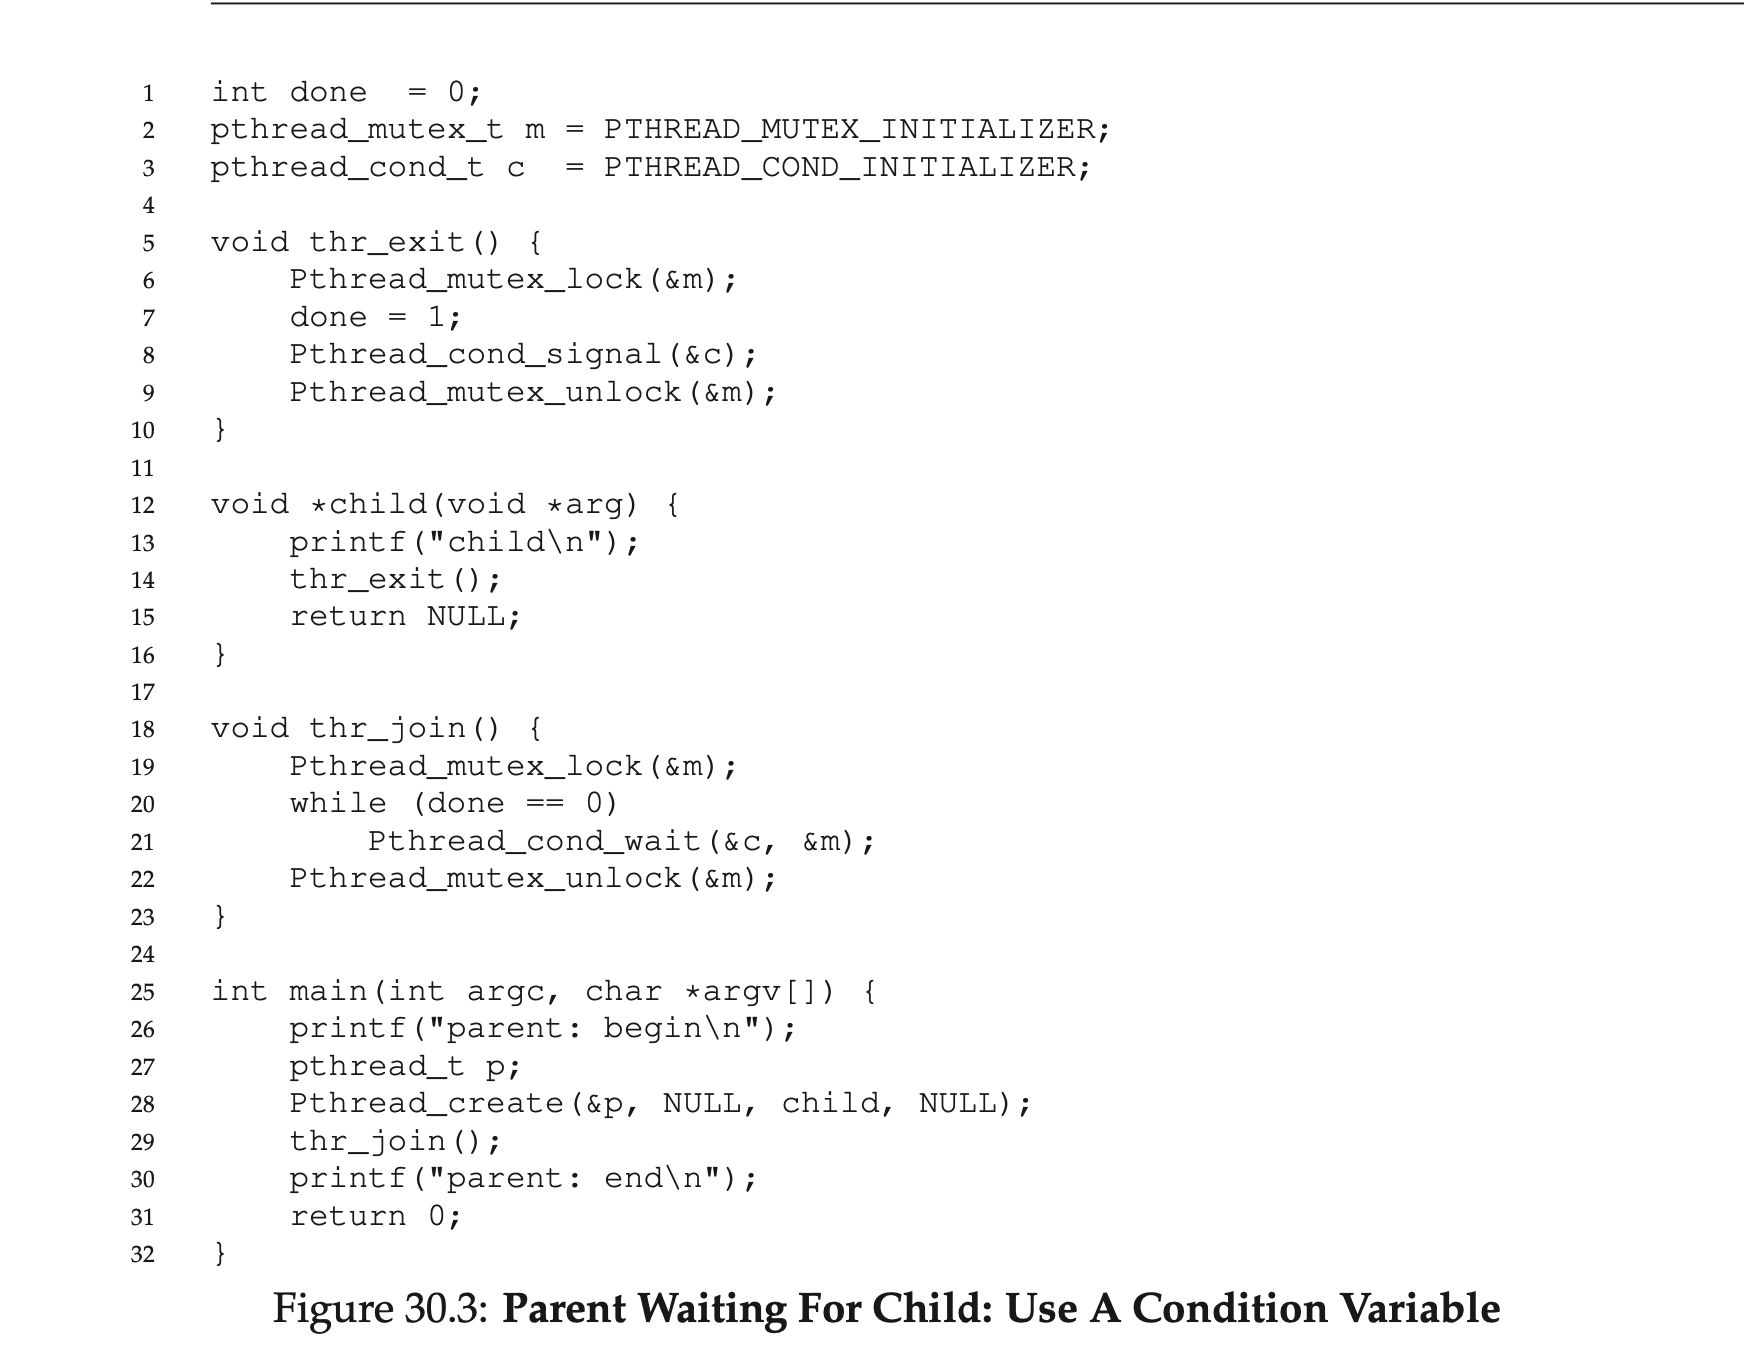 1 int done  = 0;
2 pthread_mutex_t m = PTHREAD_MUTEX_INITIALIZER;
3 pthread_cond_t c  = PTHREAD_COND_INITIALIZER;
4
5 void thr_exit() {
6     Pthread_mutex_lock(&m);
7     done = 1;
8     Pthread_cond_signal(&c);
9     Pthread_mutex_unlock(&m);
10 }
11
12 void *child(void *arg) {
13     printf("child\n");
14     thr_exit();
15     return NULL;
16 }
17
18 void thr_join() {
19     Pthread_mutex_lock(&m);
20     while (done == 0)
21         Pthread_cond_wait(&c, &m);
22     Pthread_mutex_unlock(&m);
23 }
24
25 int main(int argc, char *argv[]) {
26     printf("parent: begin\n");
27     pthread_t p;
28     Pthread_create(&p, NULL, child, NULL);
29     thr_join();
30     printf("parent: end\n");
31     return 0;
32 }
Figure 30.3: Parent Waiting For Child: Use A Condition Variable